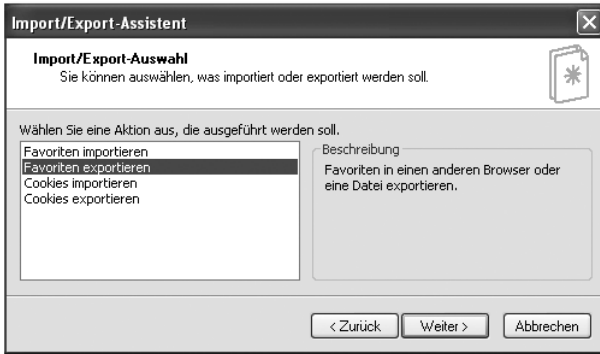 Import/Export-Assistent
Import/Export-Auswahl
Sie können auswählen, was importiert oder exportiert werden soll.
Wählen Sie eine Aktion aus, die ausgeführt werden soll.
Favoriten importieren
Favoriten exportieren
Cookies importieren
Cookies exportieren
Beschreibung
Favoriten in einen anderen Browser oder
eine Datei exportieren.
< Zurück
Weiter >
Abbrechen